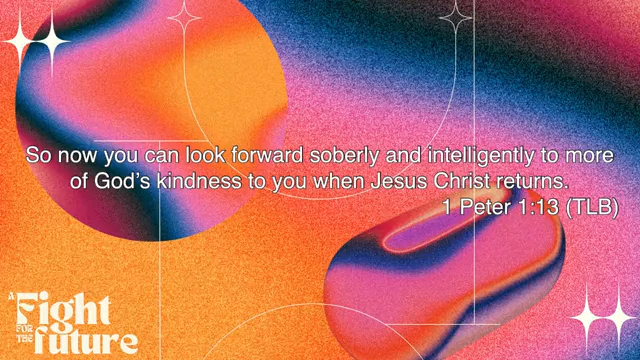 So now you can look forward soberly and intelligently to more
of God's kindness to you when Jesus Christ returns.
1 Peter 1:13 (TLB)
A
Fight
FOR
THE future